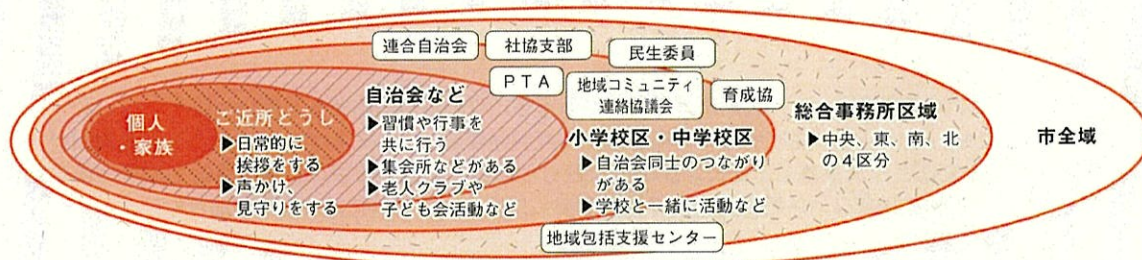 連合自治会
社協支部
民生委員
PTA
地域コミュニティ
連絡協議会
育成協
個人
・家族
ご近所どうし
▶日常的に
挨拶をする
▶声かけ、
見守りをする
自治会など
▶習慣や行事を
共に行う
▶集会所などがある
▶老人クラブや
子ども会活動など
小学校区・中学校区
▶自治会同士のつながり
がある
▶学校と一緒に活動など
総合事務所区域
▶中央、東、南、北
の4区分
市全域
地域包括支援センター